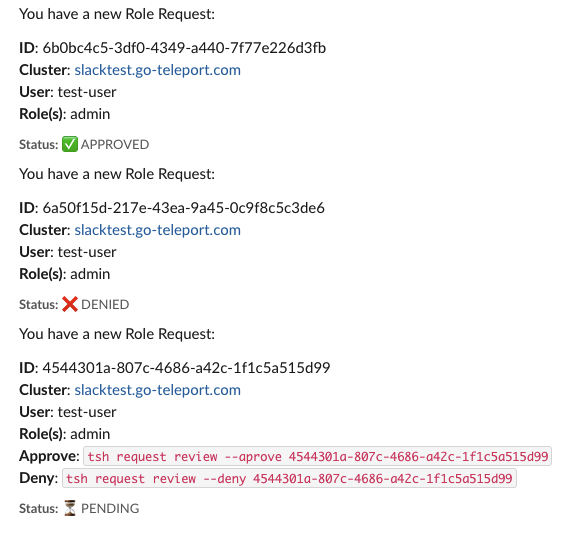 You have a new Role Request:
ID: 6b0bc4c5-3df0-4349-a440-7f77e226d3fb
Cluster: slacktest.go-teleport.com
User: test-user
Role(s): admin
Status: ✅ APPROVED
You have a new Role Request:
ID: 6a50f15d-217e-43ea-9a45-0c9f8c5c3de6
Cluster: slacktest.go-teleport.com
User: test-user
Role(s): admin
Status: ❌ DENIED
You have a new Role Request:
ID: 4544301a-807c-4686-a42c-1f1c5a515d99
Cluster: slacktest.go-teleport.com
User: test-user
Role(s): admin
Approve: tsh request review --aprove 4544301a-807c-4686-a42c-1f1c5a515d99
Deny: tsh request review --deny 4544301a-807c-4686-a42c-1f1c5a515d99
Status: ⏳ PENDING